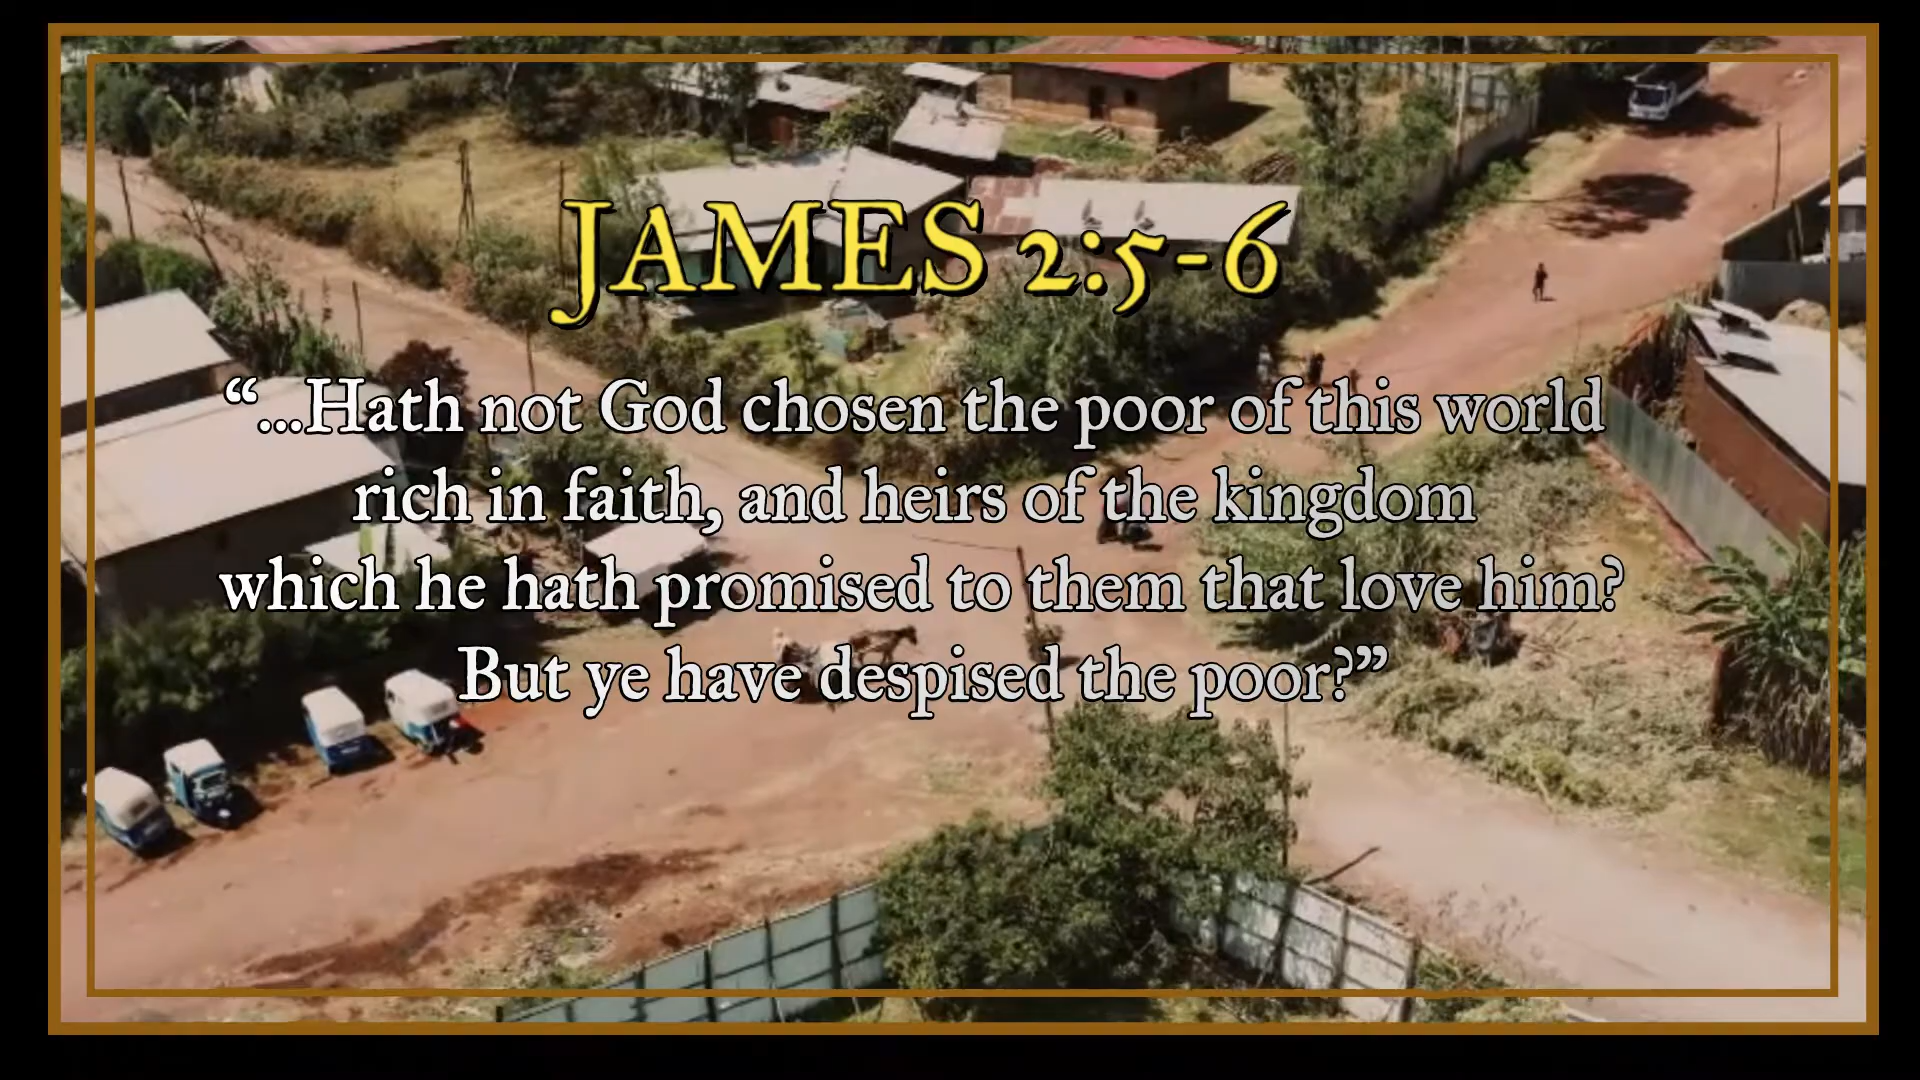 JAMES 2:5-6
“...Hath not God chosen the poor of this world
rich in faith, and heirs of the kingdom
which he hath promised to them that love him?
But ye have despised the poor?”